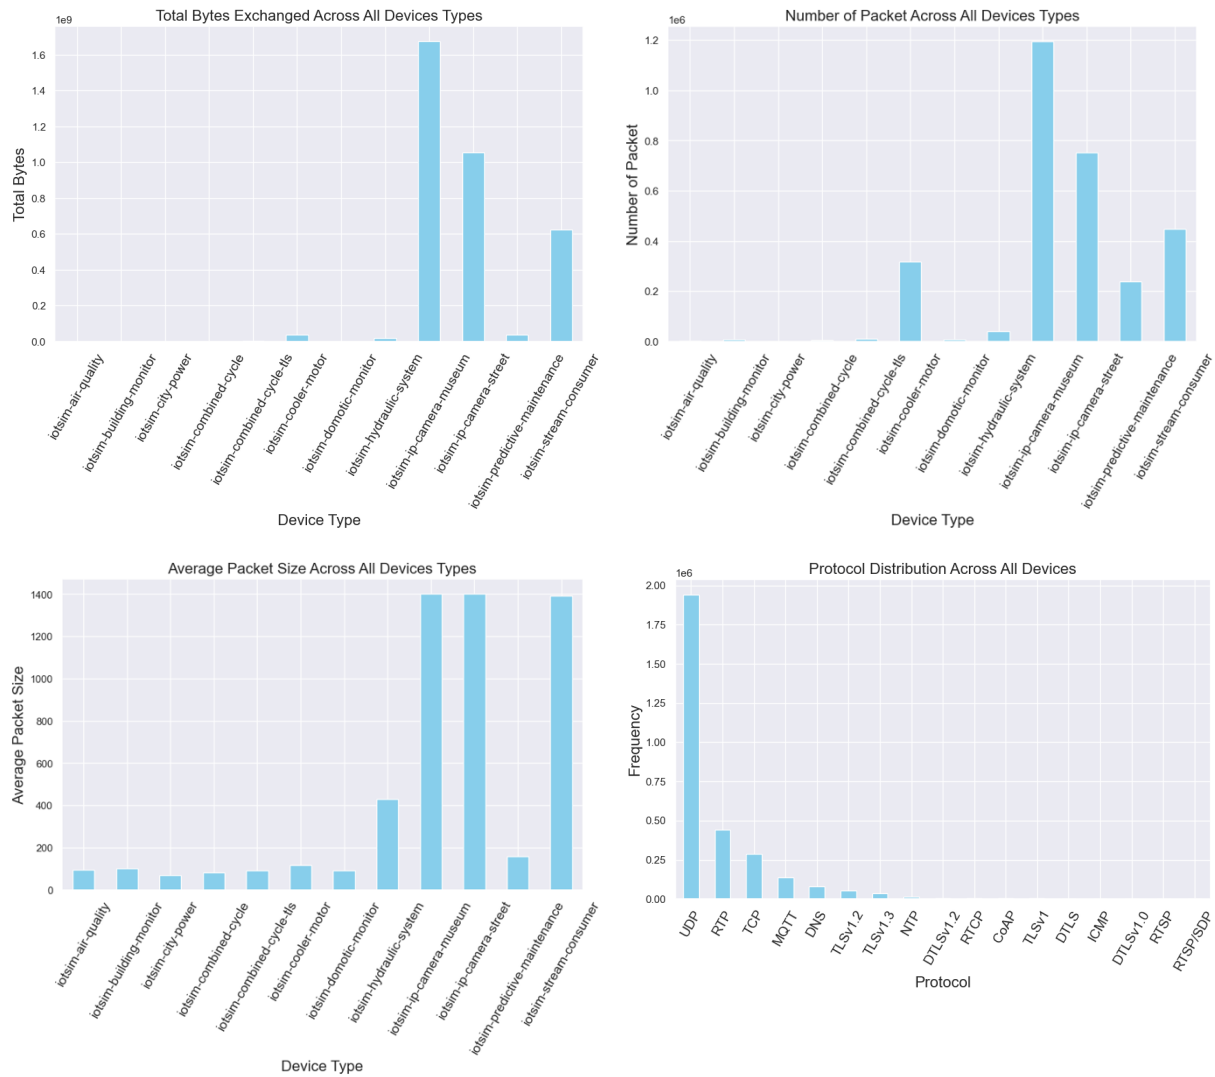 Total Bytes Exchanged Across All Devices Types
1e9
1.6
1.4
1.2
1.0
0.8
0.6
0.4
0.2
0.0
Total Bytes
iotsim-air-quality
iotsim-building-monitor
iotsim-city-power
iotsim-combined-cycle
iotsim-combined-cycle-tls
iotsim-cooler-motor
iotsim-domotic-monitor
iotsim-hydraulic-system
iotsim-ip-camera-museum
iotsim-ip-camera-street
iotsim-predictive-maintenance
iotsim-stream-consumer
Device Type
Number of Packet Across All Devices Types
1e6
1.2
1.0
0.8
0.6
0.4
0.2
0.0
Number of Packet
iotsim-air-quality
iotsim-building-monitor
iotsim-city-power
iotsim-combined-cycle
iotsim-combined-cycle-tls
iotsim-cooler-motor
iotsim-domotic-monitor
iotsim-hydraulic-system
iotsim-ip-camera-museum
iotsim-ip-camera-street
iotsim-predictive-maintenance
iotsim-stream-consumer
Device Type
Average Packet Size Across All Devices Types
1400
1200
1000
800
600
400
200
0
Average Packet Size
iotsim-air-quality
iotsim-building-monitor
iotsim-city-power
iotsim-combined-cycle
iotsim-combined-cycle-tls
iotsim-cooler-motor
iotsim-domotic-monitor
iotsim-hydraulic-system
iotsim-ip-camera-museum
iotsim-ip-camera-street
iotsim-predictive-maintenance
iotsim-stream-consumer
Device Type
Protocol Distribution Across All Devices
1e6
2.00
1.75
1.50
1.25
1.00
0.75
0.50
0.25
0.00
Frequency
UDP
RTP
TCP
MQTT
DNS
TLSv1.2
TLSv1.3
NTP
DTLSv1.2
RTCP
CoAP
TLSv1
DTLS
ICMP
DTLSv1.0
RTSP
RTSP/SDP
Protocol